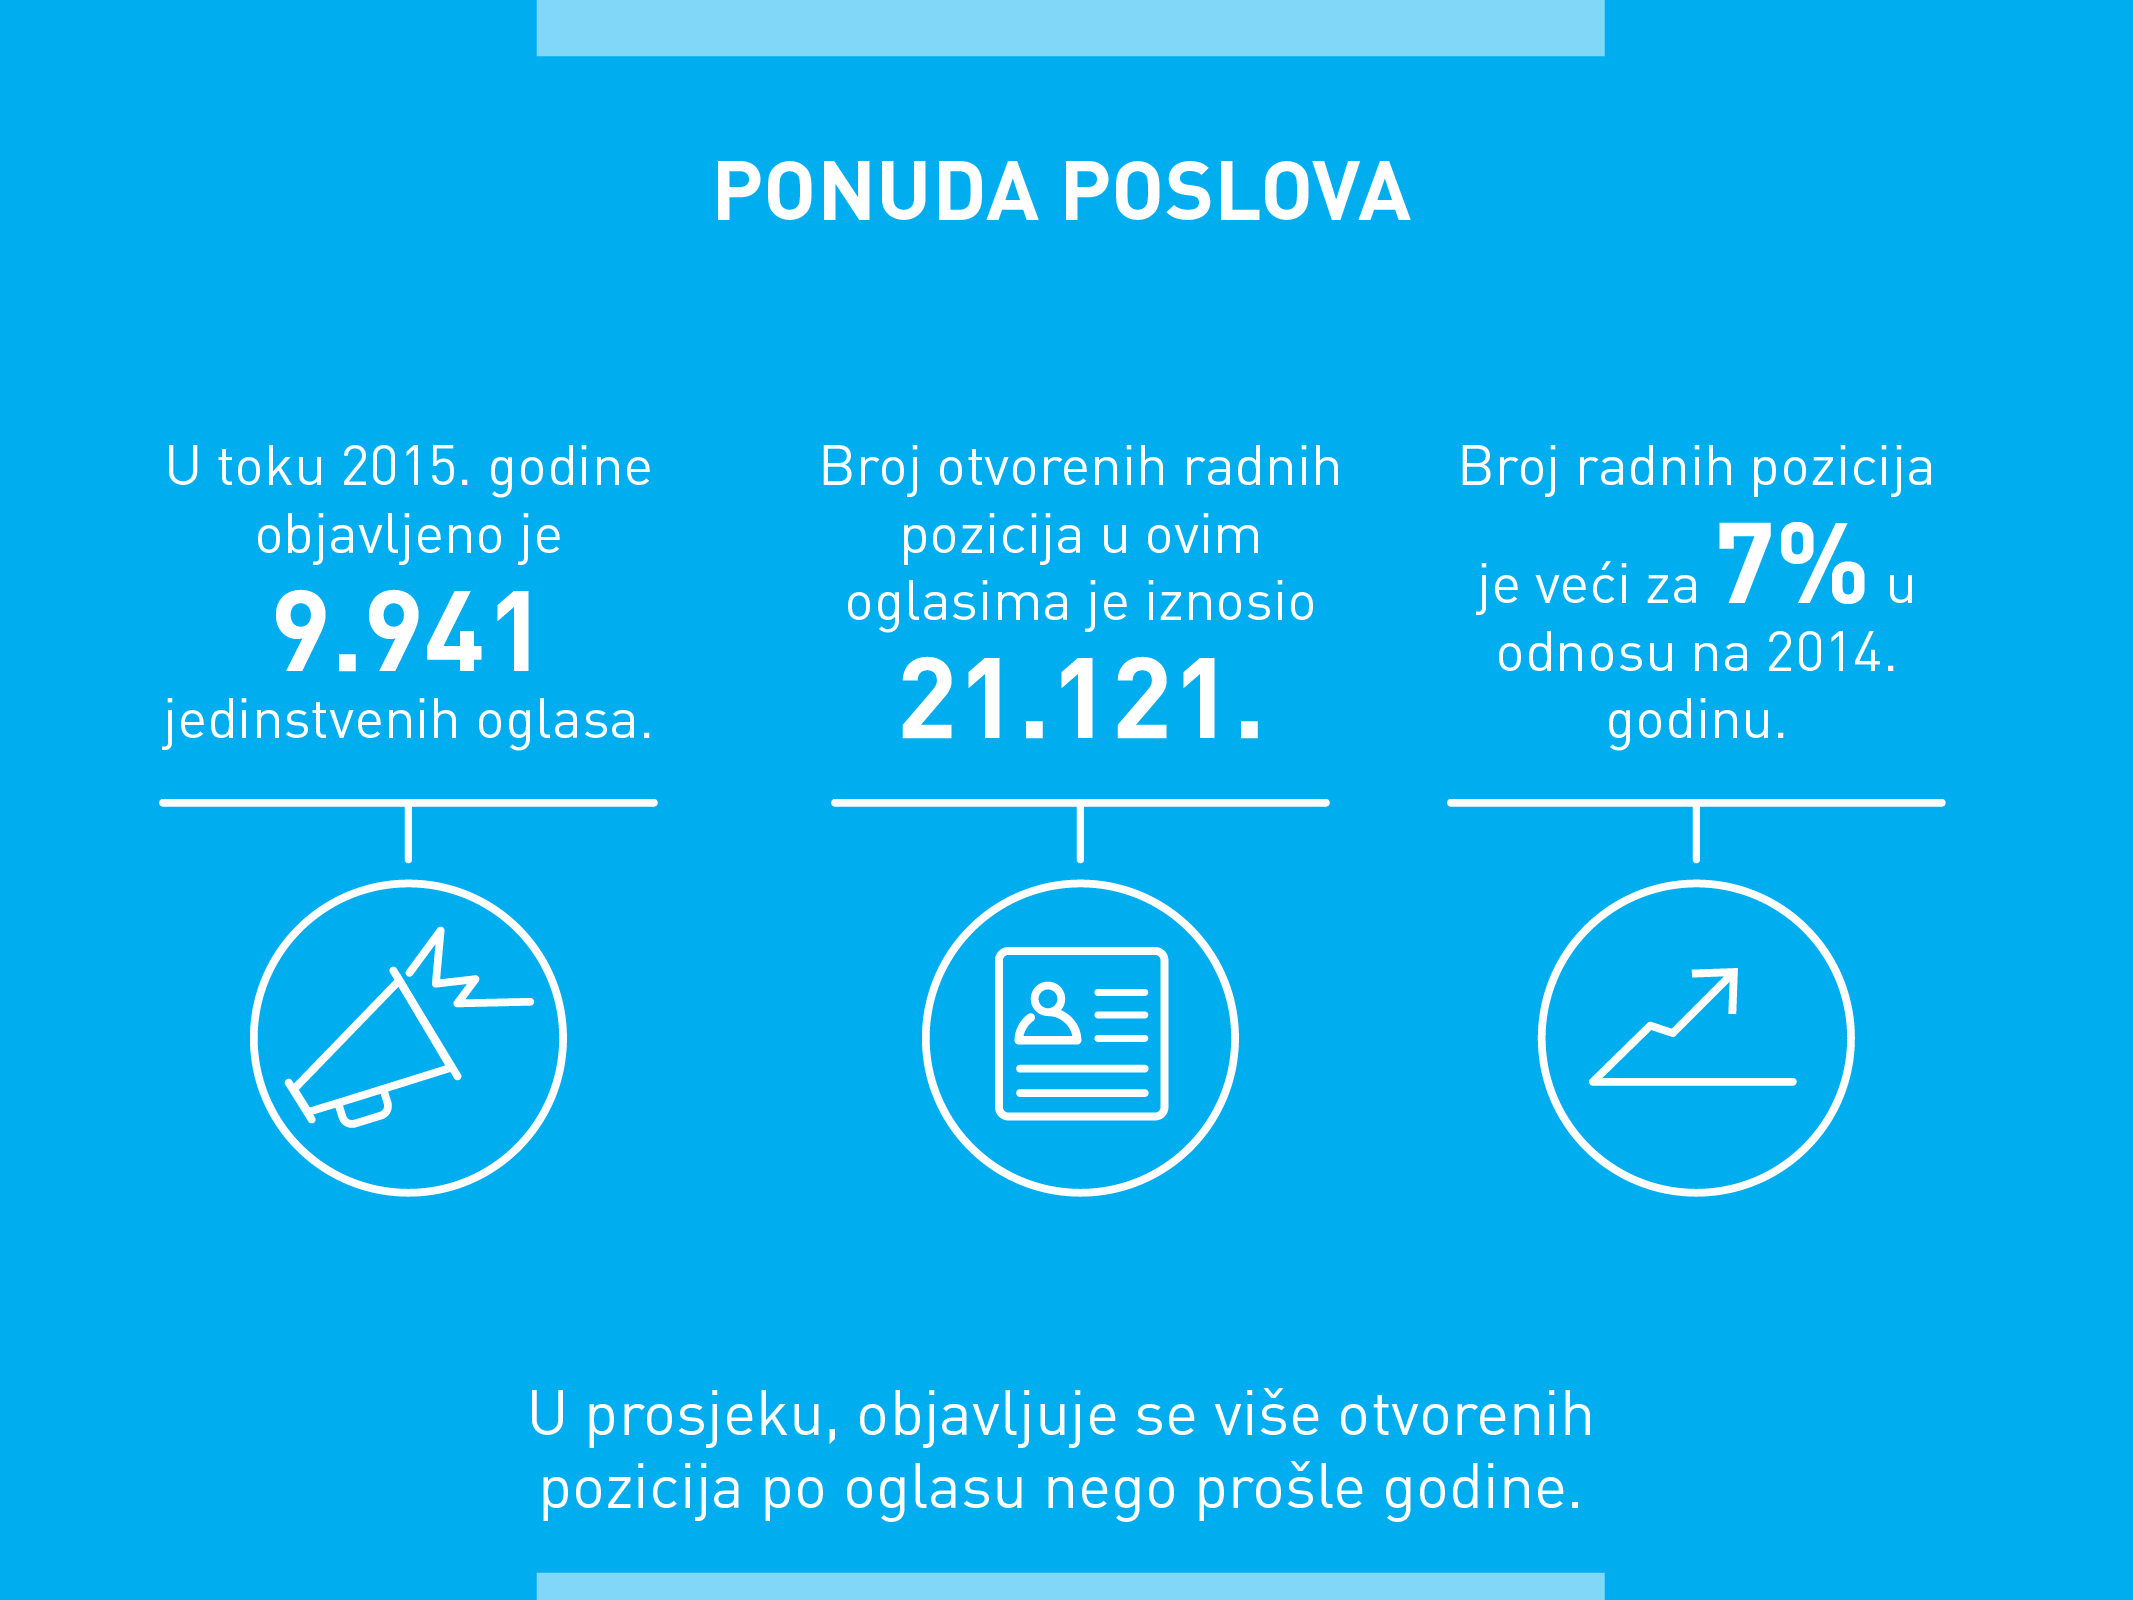 PONUDA POSLOVA
U toku 2015. godine
objavljeno je
9.941
jedinstvenih oglasa.
Broj otvorenih radnih
pozicija u ovim
oglasima je iznosio
21.121.
Broj radnih pozicija
je veći za 7% u
odnosu na 2014.
godinu.
U prosjeku, objavljuje se više otvorenih
pozicija po oglasu nego prošle godine.